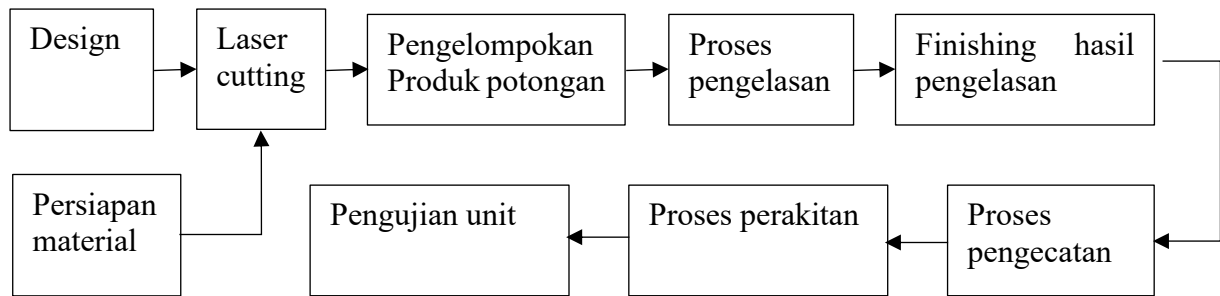 Design
Laser
cutting
Pengelompokan
Produk potongan
Proses
pengelasan
Finishing hasil
pengelasan
Persiapan
material
Pengujian unit
Proses perakitan
Proses
pengecatan